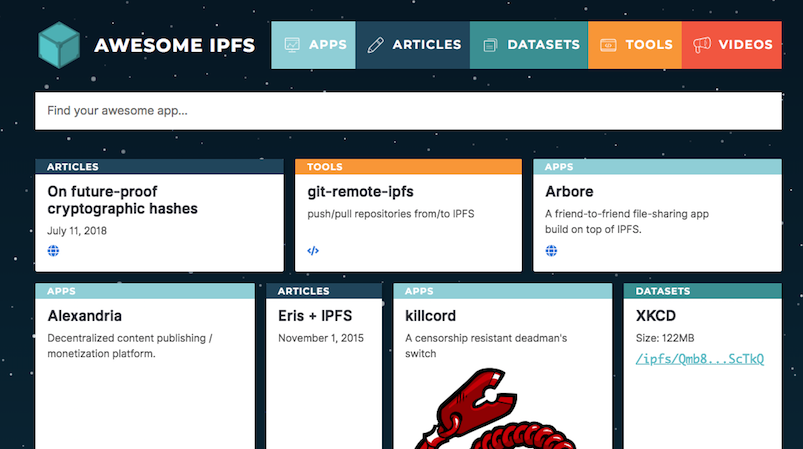 AWESOME IPFS
APPS
ARTICLES
DATASETS
TOOLS
VIDEOS
Find your awesome app...
ARTICLES
On future-proof
cryptographic hashes
July 11, 2018
TOOLS
git-remote-ipfs
push/pull repositories from/to IPFS
APPS
Arbore
A friend-to-friend file-sharing app
build on top of IPFS.
APPS
Alexandria
Decentralized content publishing /
monetization platform.
ARTICLES
Eris + IPFS
November 1, 2015
APPS
killcord
A censorship resistant deadman's
switch
DATASETS
XKCD
Size: 122MB
/ipfs/Qmb8...ScTkQ